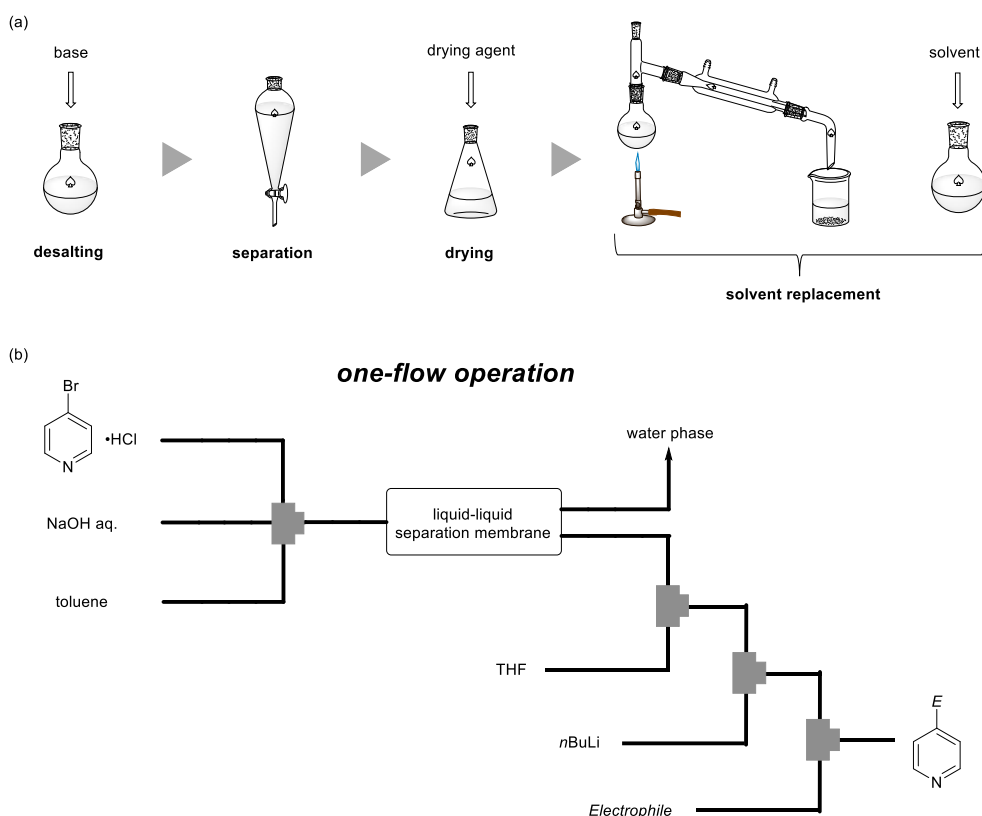 (a)
base
drying agent
solvent
desalting
separation
drying
solvent replacement
(b)
one-flow operation
Br
•HCl
N
NaOH aq.
toluene
liquid-liquid
separation membrane
water phase
THF
nBuLi
Electrophile
E
N